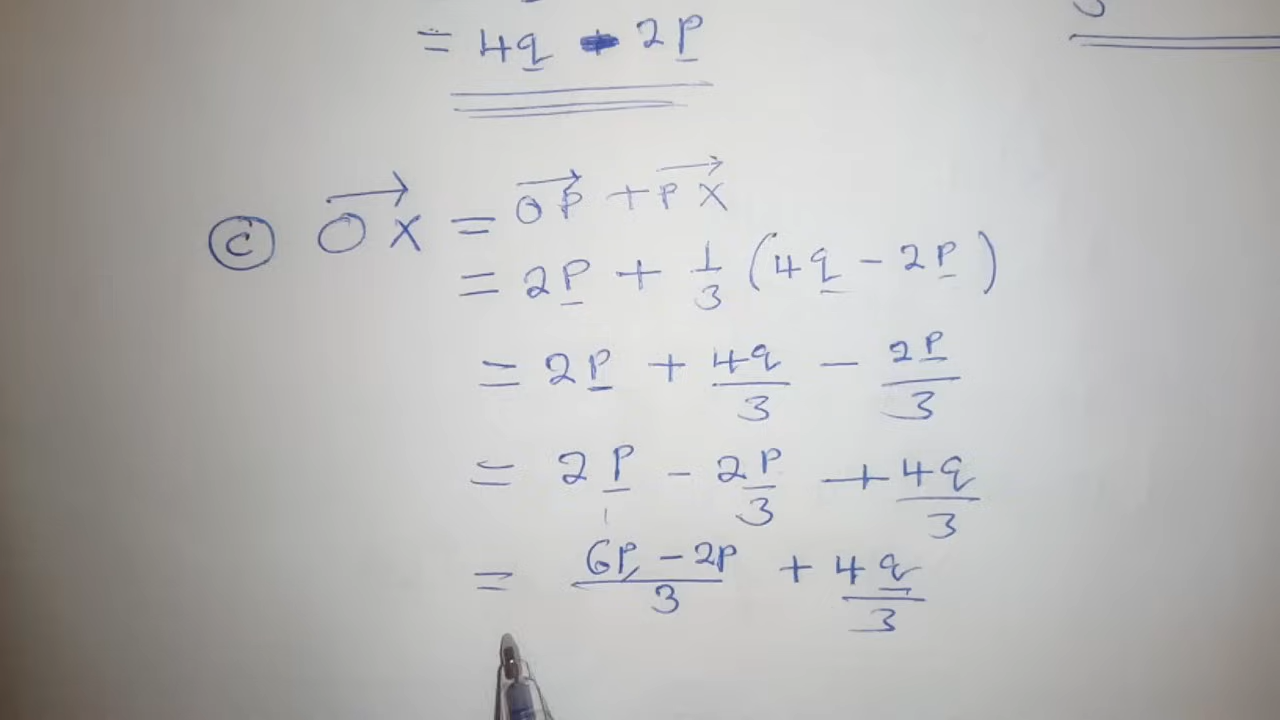 = 4q - 2p
(c) OX = OP + PX
= 2p + 1/3 (4q - 2p)
= 2p + 4q/3 - 2p/3
= 2p - 2p/3 + 4q/3
= 6p - 2p/3 + 4q/3